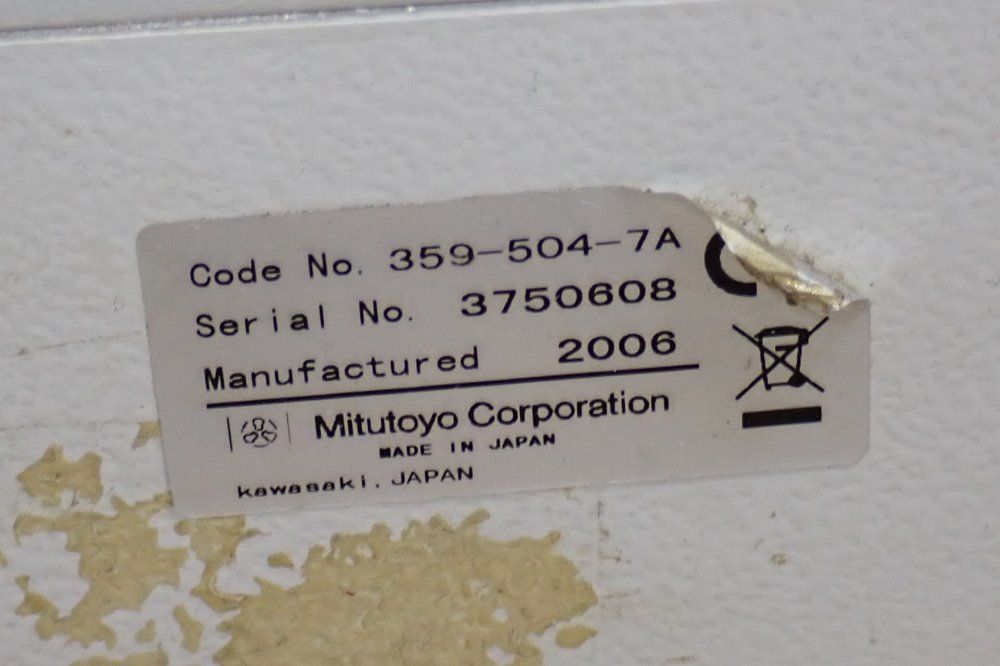 Code No. 359-504-7A
Serial No. 3750608
Manufactured 2006
Mitutoyo Corporation
MADE IN JAPAN
kawasaki, JAPAN